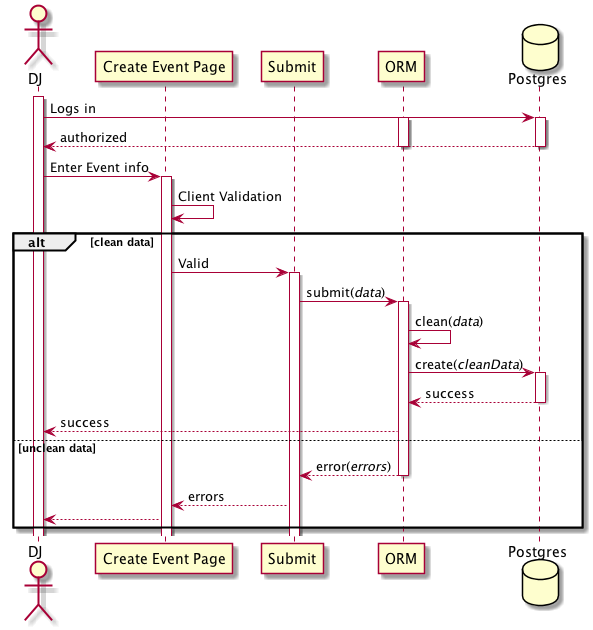 DJ
Create Event Page
Submit
ORM
Postgres
Logs in
authorized
Enter Event info
Client Validation
alt
[clean data]
Valid
submit(data)
clean(data)
create(cleanData)
success
success
[unclean data]
error(errors)
errors
DJ
Create Event Page
Submit
ORM
Postgres